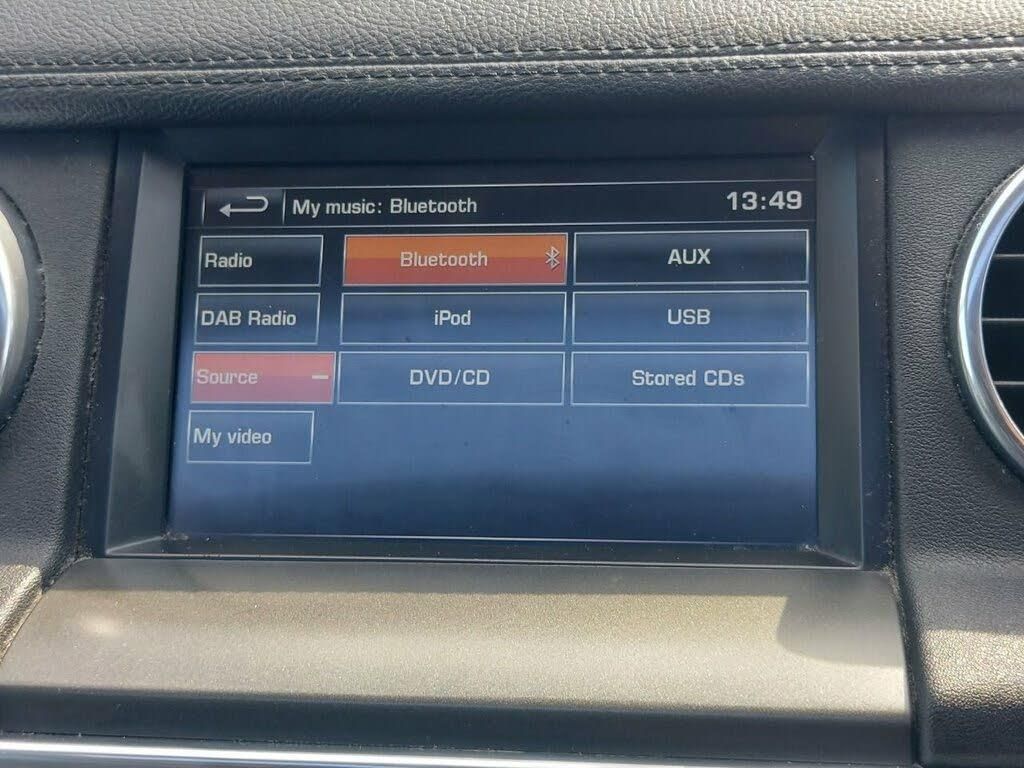 My music: Bluetooth 13:49
Radio Bluetooth AUX
DAB Radio iPod USB
Source DVD/CD Stored CDs
My video